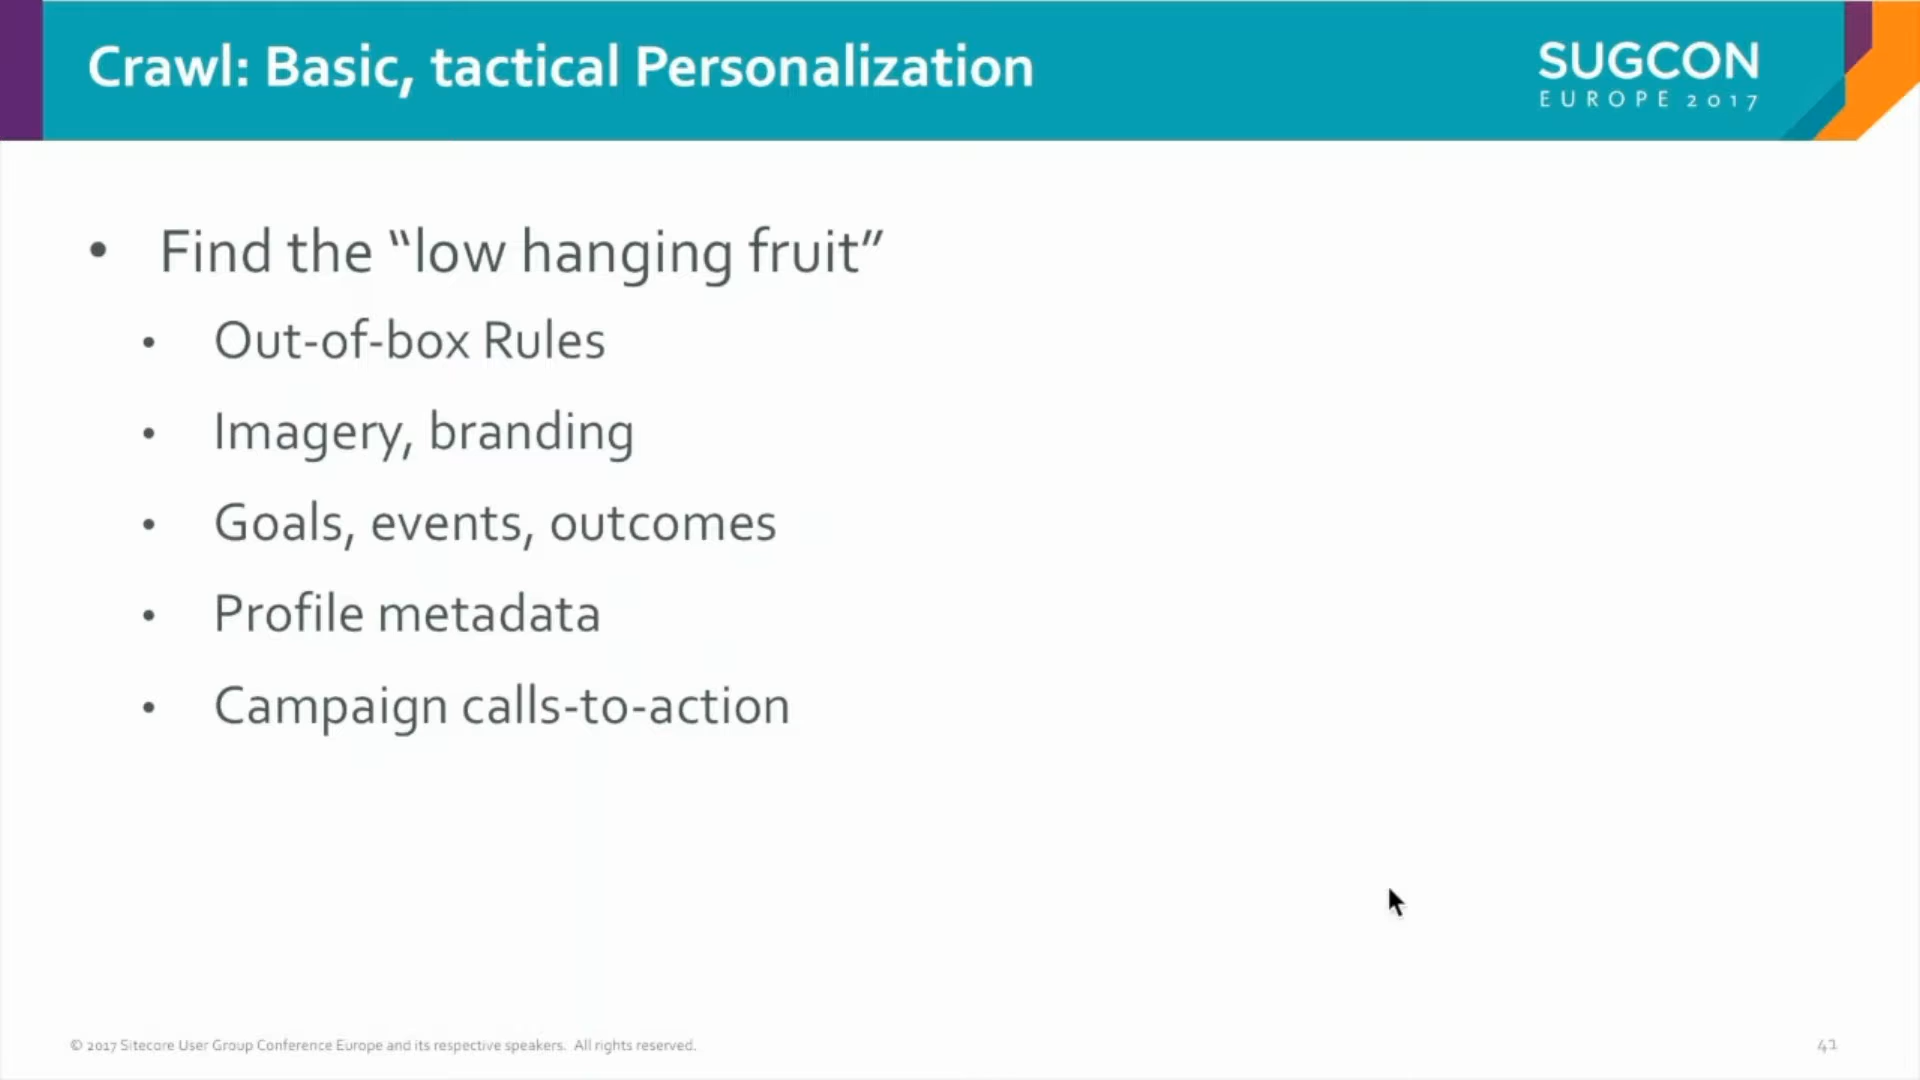 Crawl: Basic, tactical Personalization
SUGCON
EUROPE 2017
• Find the “low hanging fruit”
• Out-of-box Rules
• Imagery, branding
• Goals, events, outcomes
• Profile metadata
• Campaign calls-to-action
© 2017 Sitecore User Group Conference Europe and its respective speakers. All rights reserved.
41